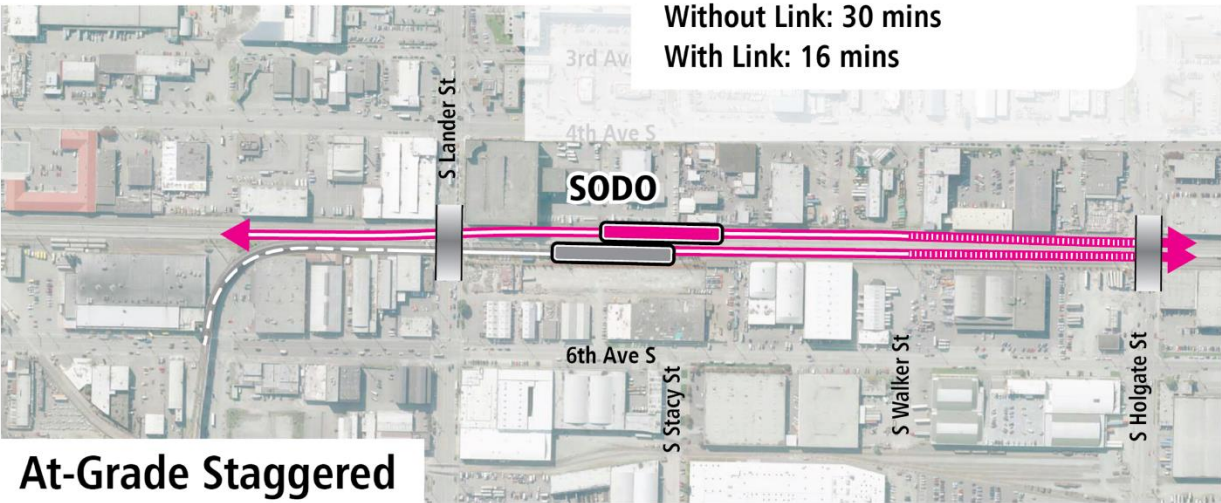 Without Link: 30 mins
With Link: 16 mins
3rd Av
4th Ave S
S Lander St
SODO
6th Ave S
S Stacy St
S Walker St
S Holgate St
At-Grade Staggered